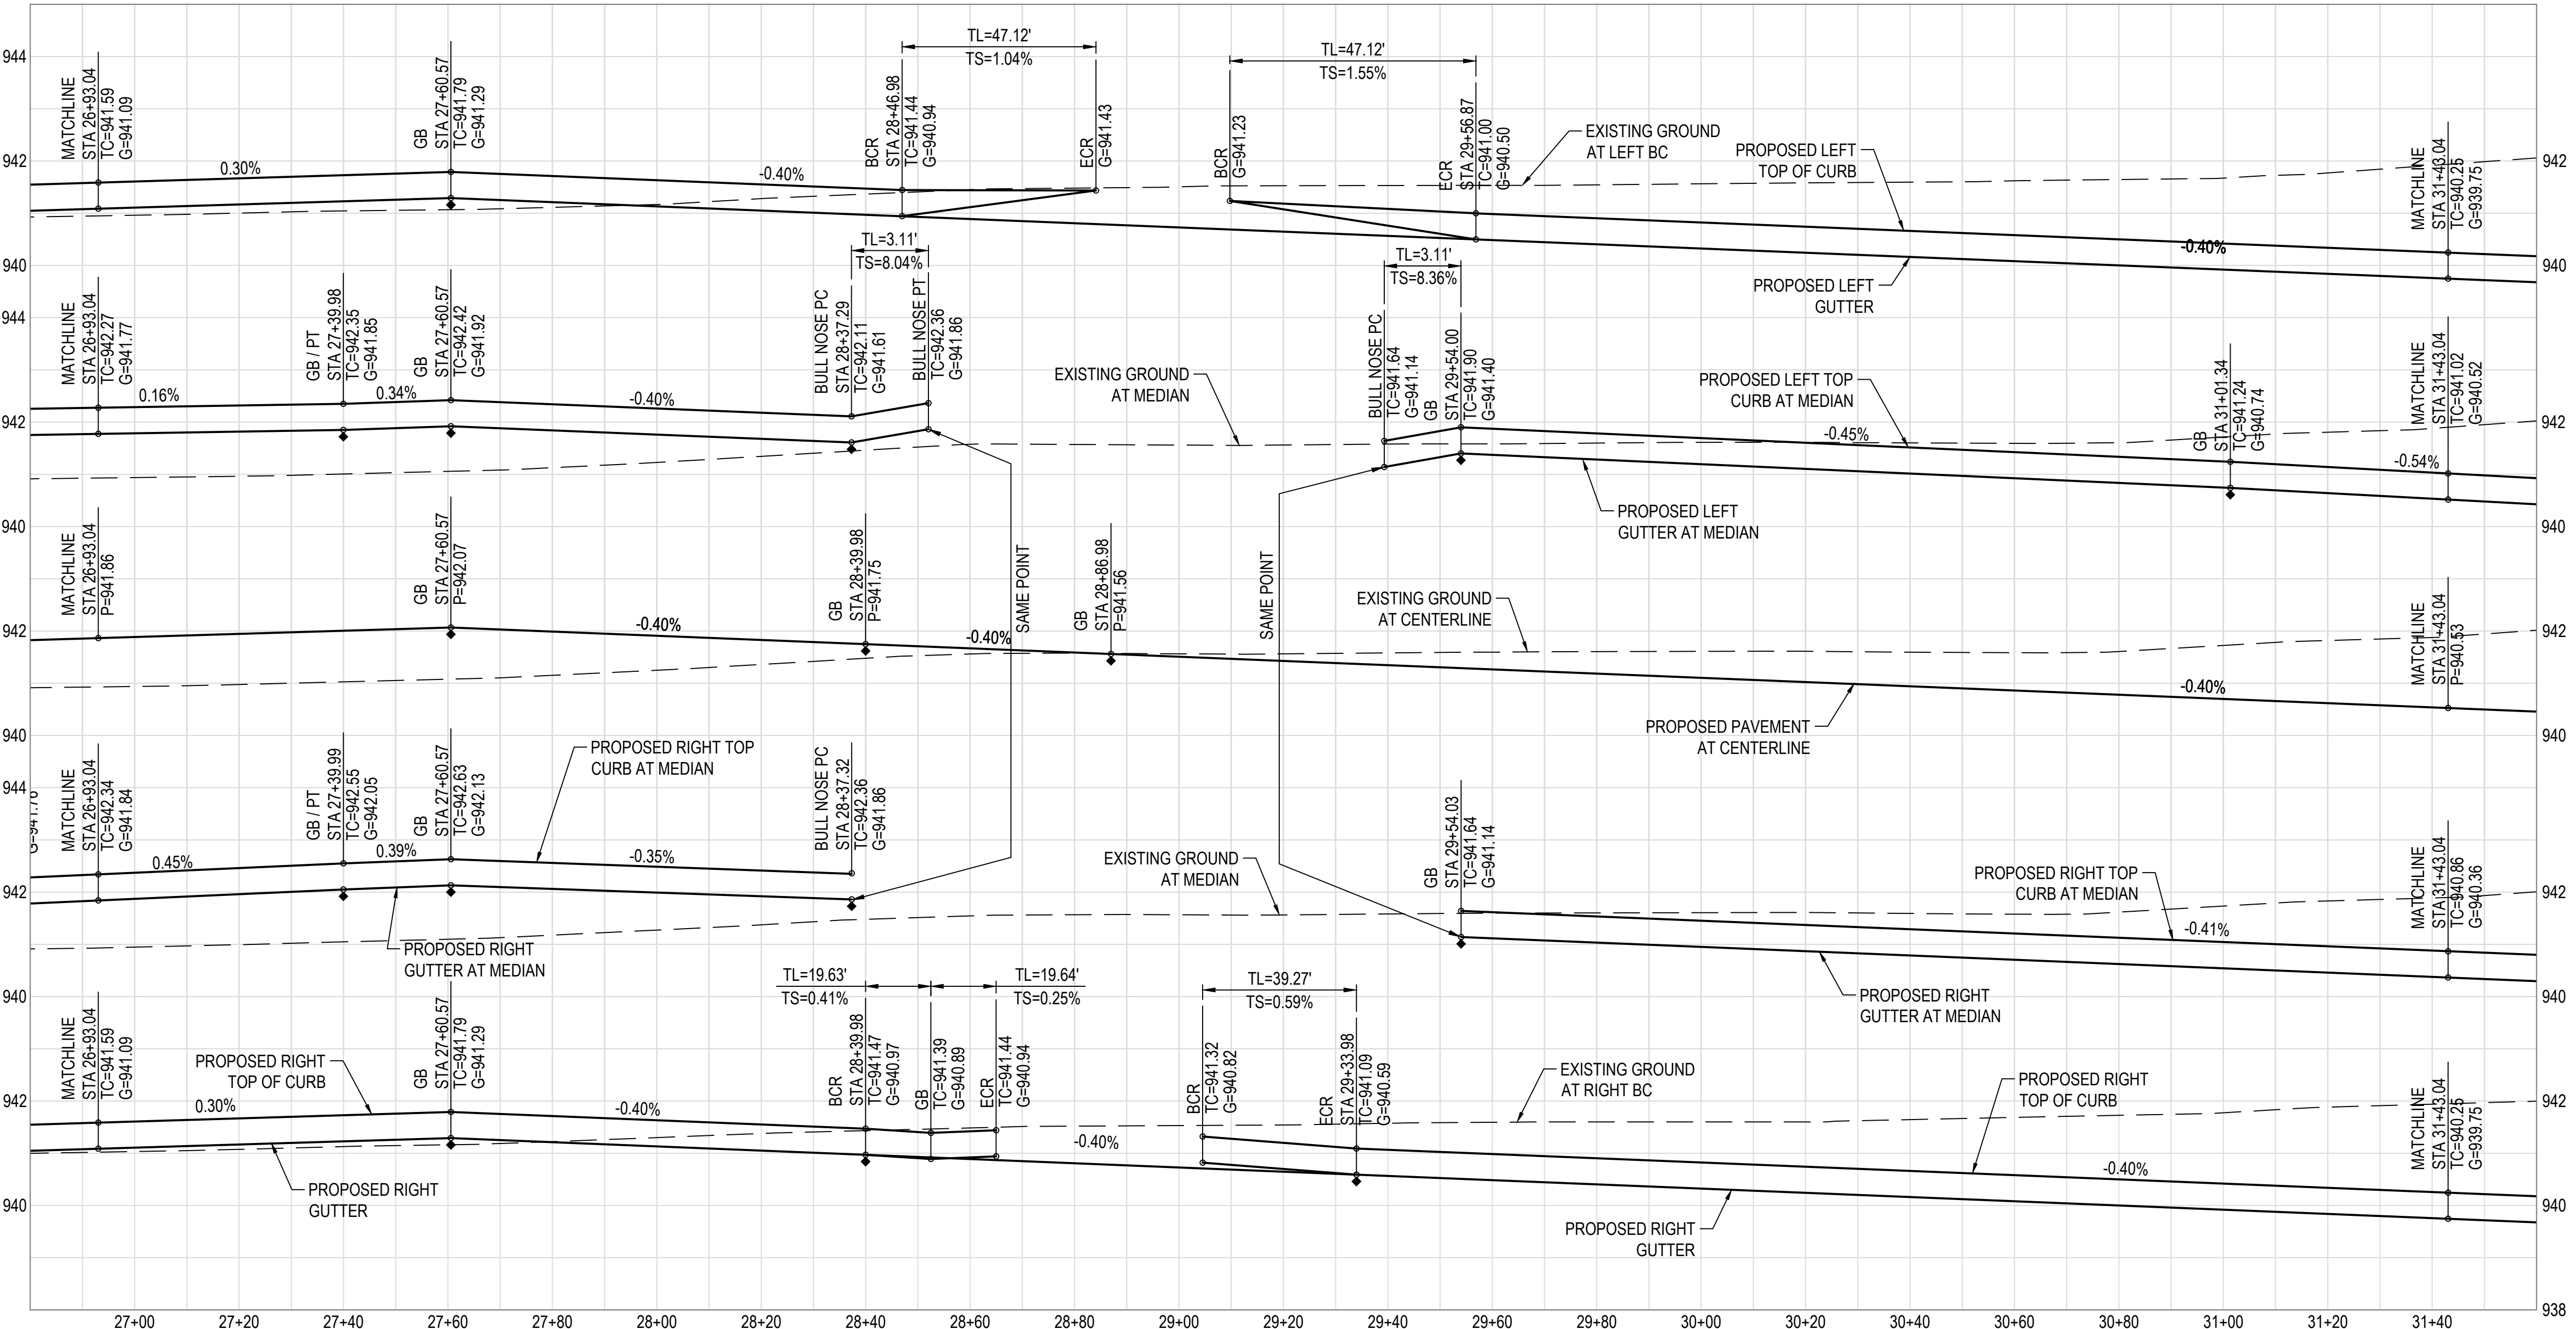 944
MATCHLINE
STA 26+93.04
TC=941.59
G=941.09
GB
STA 27+60.57
TC=941.79
G=941.29
BCR
STA 28+46.98
TC=941.44
G=940.94
TL=47.12'
TS=1.04%
ECR
G=941.43
BCR
G=941.23
TL=47.12'
TS=1.55%
ECR
STA 29+56.87
TC=941.00
G=940.50
EXISTING GROUND
AT LEFT BC
PROPOSED LEFT
TOP OF CURB
MATCHLINE
STA 31+43.04
TC=940.25
G=939.75
942
942
0.30%
-0.40%
-0.40%
PROPOSED LEFT
GUTTER
940
940
944
MATCHLINE
STA 26+93.04
TC=942.27
G=941.77
GB / PT
STA 27+39.98
TC=942.35
G=941.85
GB
STA 27+60.57
TC=942.42
G=941.92
BULL NOSE PC
STA 28+37.29
TC=942.11
G=941.61
TL=3.11'
TS=8.04%
BULL NOSE PT
TC=942.36
G=941.86
EXISTING GROUND
AT MEDIAN
BULL NOSE PC
TC=941.64
G=941.14
TL=3.11'
TS=8.36%
GB
STA 29+54.00
TC=941.90
G=941.40
PROPOSED LEFT TOP
CURB AT MEDIAN
GB
STA 31+01.34
TC=941.24
G=940.74
MATCHLINE
STA 31+43.04
TC=941.02
G=940.52
0.16%
0.34%
-0.40%
-0.45%
-0.54%
942
942
PROPOSED LEFT
GUTTER AT MEDIAN
940
940
MATCHLINE
STA 26+93.04
P=941.86
GB
STA 27+60.57
P=942.07
GB
STA 28+39.98
P=941.75
SAME POINT
GB
STA 28+86.98
P=941.56
SAME POINT
EXISTING GROUND
AT CENTERLINE
MATCHLINE
STA 31+43.04
P=940.53
942
942
-0.40%
-0.40%
-0.40%
PROPOSED PAVEMENT
AT CENTERLINE
940
940
944
G=941.76
MATCHLINE
STA 26+93.04
TC=942.34
G=941.84
GB / PT
STA 27+39.99
TC=942.55
G=942.05
GB
STA 27+60.57
TC=942.63
G=942.13
PROPOSED RIGHT TOP
CURB AT MEDIAN
BULL NOSE PC
STA 28+37.32
TC=942.36
G=941.86
EXISTING GROUND
AT MEDIAN
GB
STA 29+54.03
TC=941.64
G=941.14
PROPOSED RIGHT TOP
CURB AT MEDIAN
MATCHLINE
STA 31+43.04
TC=940.86
G=940.36
0.45%
0.39%
-0.35%
-0.41%
942
942
PROPOSED RIGHT
GUTTER AT MEDIAN
PROPOSED RIGHT
GUTTER AT MEDIAN
940
940
MATCHLINE
STA 26+93.04
TC=941.59
G=941.09
PROPOSED RIGHT
TOP OF CURB
GB
STA 27+60.57
TC=941.79
G=941.29
TL=19.63'
TS=0.41%
BCR
STA 28+39.98
TC=941.47
G=940.97
GB
TC=941.39
G=940.89
TL=19.64'
TS=0.25%
ECR
TC=941.44
G=940.94
BCR
TC=941.32
G=940.82
TL=39.27'
TS=0.59%
ECR
STA 29+33.98
TC=941.09
G=940.59
EXISTING GROUND
AT RIGHT BC
PROPOSED RIGHT
TOP OF CURB
MATCHLINE
STA 31+43.04
TC=940.25
G=939.75
942
942
0.30%
-0.40%
-0.40%
-0.40%
PROPOSED RIGHT
GUTTER
PROPOSED RIGHT
GUTTER
940
940
938
27+00
27+20
27+40
27+60
27+80
28+00
28+20
28+40
28+60
28+80
29+00
29+20
29+40
29+60
29+80
30+00
30+20
30+40
30+60
30+80
31+00
31+20
31+40